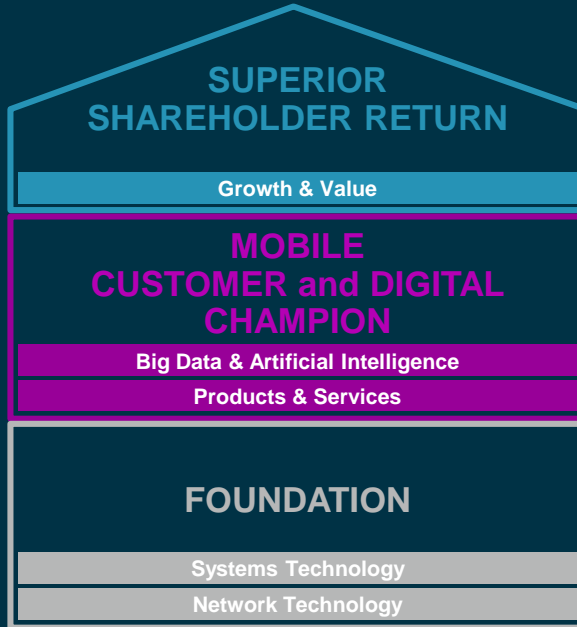 SUPERIOR
SHAREHOLDER RETURN
Growth & Value
MOBILE
CUSTOMER and DIGITAL
CHAMPION
Big Data & Artificial Intelligence
Products & Services
FOUNDATION
Systems Technology
Network Technology